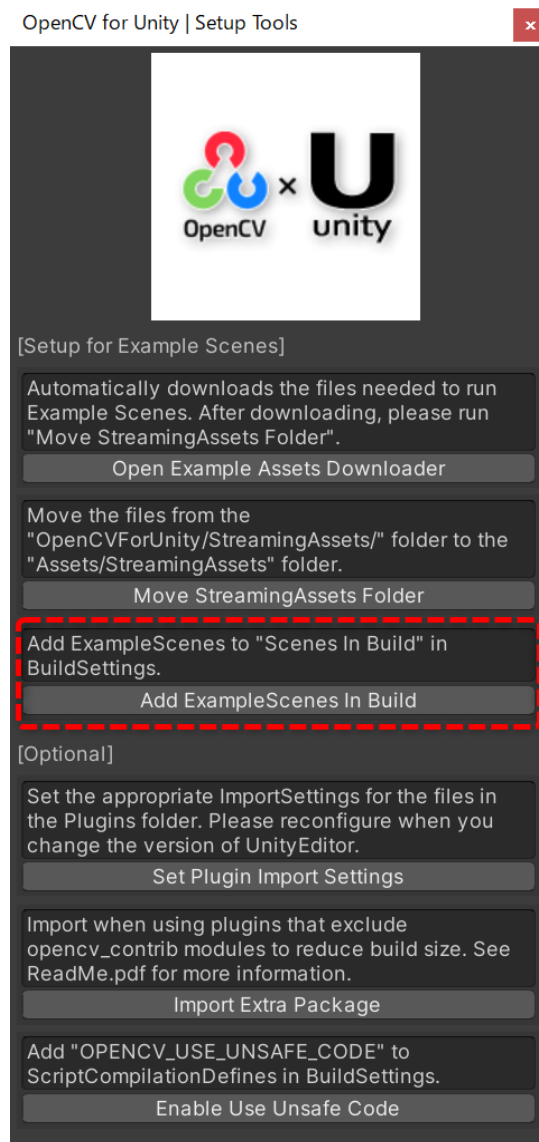 OpenCV for Unity | Setup Tools
×
OpenCV
×
U
unity
[Setup for Example Scenes]
Automatically downloads the files needed to run
Example Scenes. After downloading, please run
"Move StreamingAssets Folder".
Open Example Assets Downloader
Move the files from the
"OpenCVForUnity/StreamingAssets/" folder to the
"Assets/StreamingAssets" folder.
Move StreamingAssets Folder
Add ExampleScenes to "Scenes In Build" in
BuildSettings.
Add ExampleScenes In Build
[Optional]
Set the appropriate ImportSettings for the files in
the Plugins folder. Please reconfigure when you
change the version of UnityEditor.
Set Plugin Import Settings
Import when using plugins that exclude
opencv_contrib modules to reduce build size. See
ReadMe.pdf for more information.
Import Extra Package
Add "OPENCV_USE_UNSAFE_CODE" to
ScriptCompilationDefines in BuildSettings.
Enable Use Unsafe Code